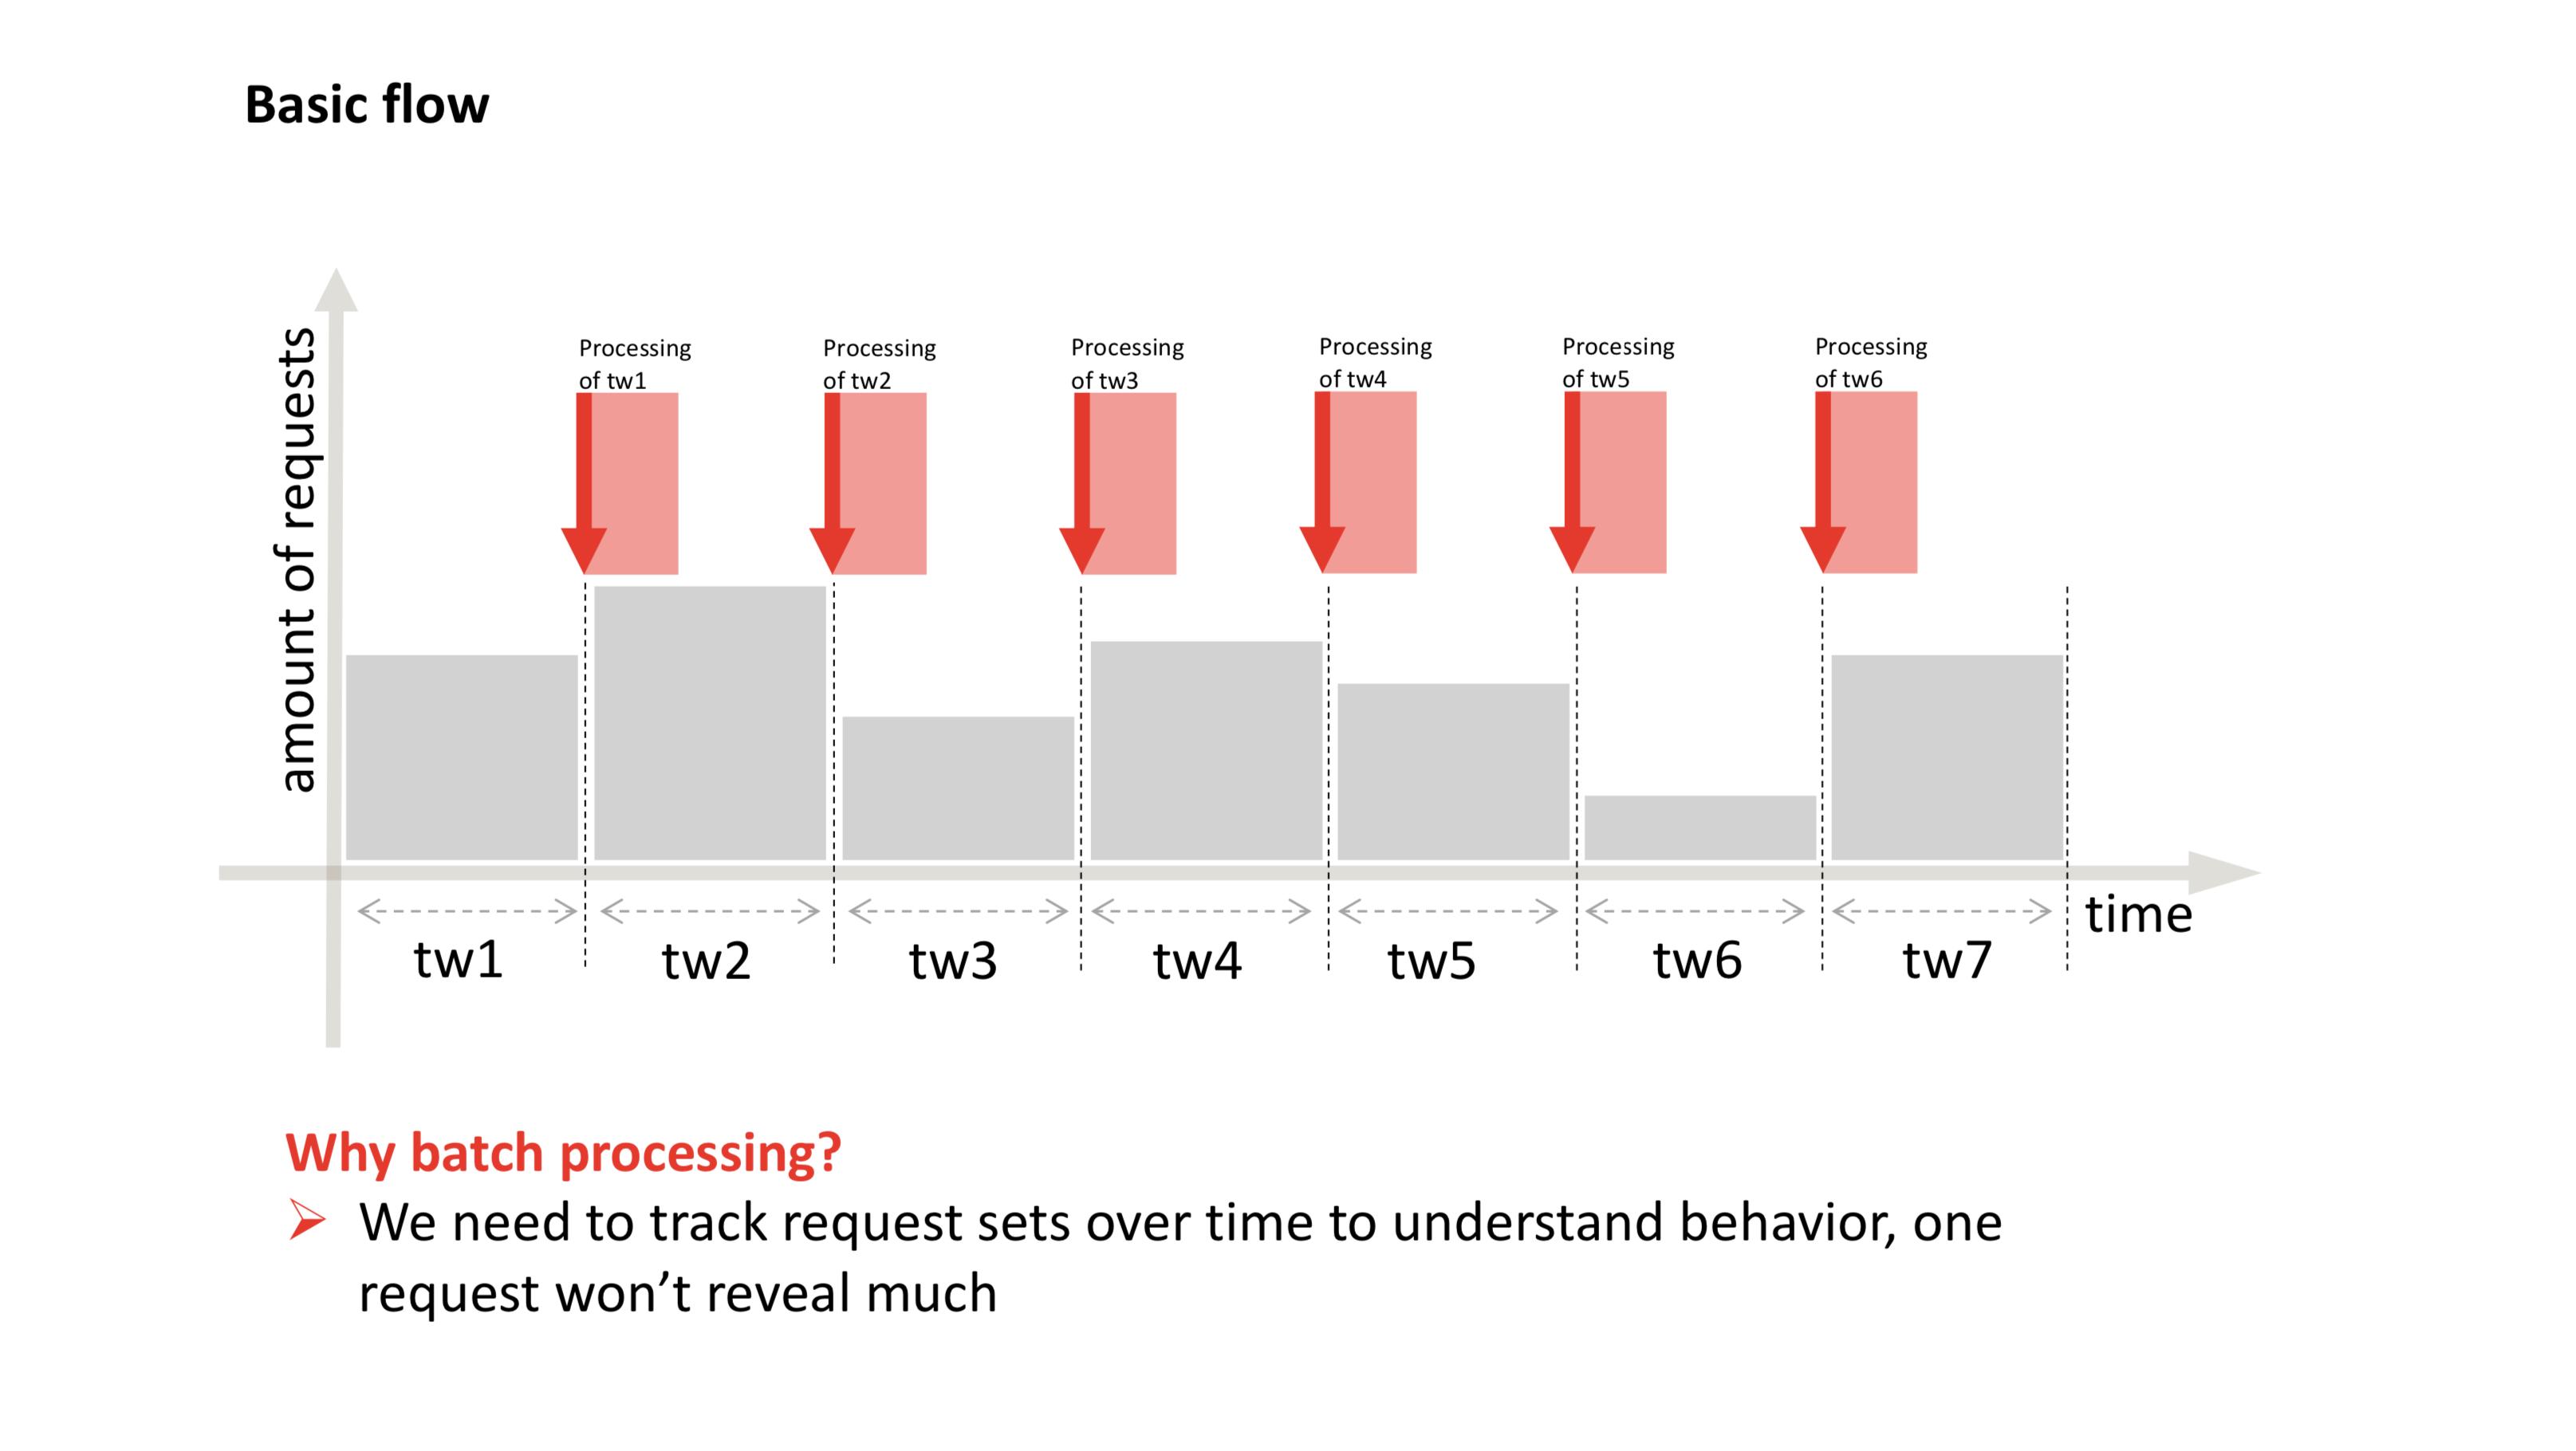 Basic flow
amount of requests
Processing
of tw1
Processing
of tw2
Processing
of tw3
Processing
of tw4
Processing
of tw5
Processing
of tw6
time
tw1
tw2
tw3
tw4
tw5
tw6
tw7
Why batch processing?
We need to track request sets over time to understand behavior, one
request won’t reveal much